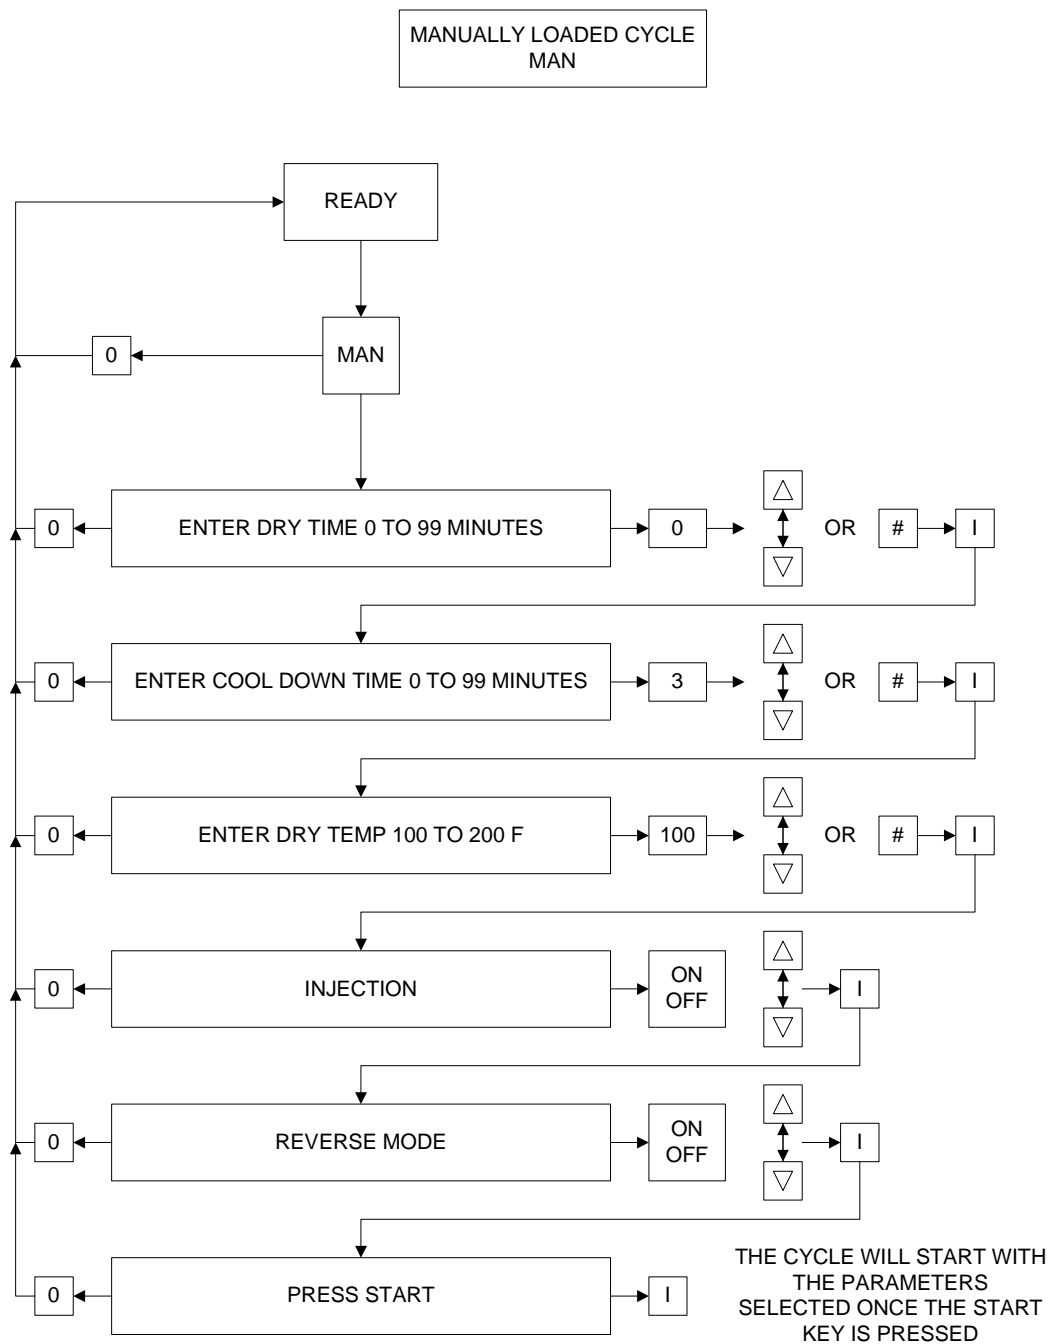 MANUALLY LOADED CYCLE
MAN
READY
0
MAN
0
ENTER DRY TIME 0 TO 99 MINUTES
0
OR
#
I
0
ENTER COOL DOWN TIME 0 TO 99 MINUTES
3
OR
#
I
0
ENTER DRY TEMP 100 TO 200 F
100
OR
#
I
0
INJECTION
ON
OFF
I
0
REVERSE MODE
ON
OFF
I
0
PRESS START
I
THE CYCLE WILL START WITH
THE PARAMETERS
SELECTED ONCE THE START
KEY IS PRESSED